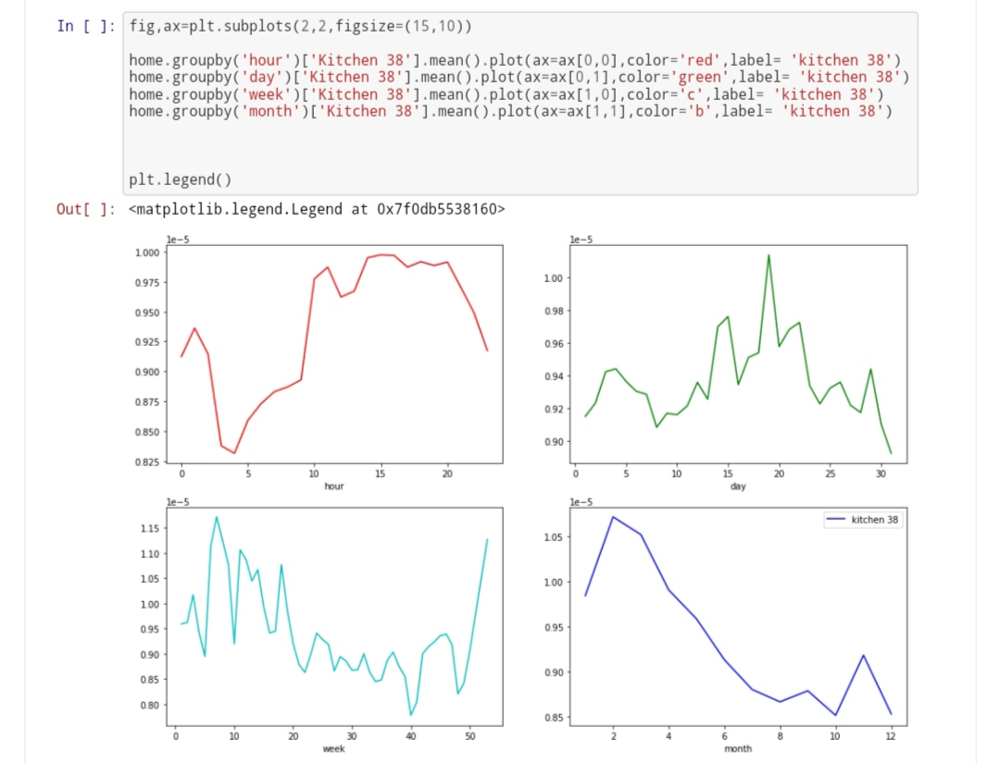 In [ ]: fig,ax=plt.subplots(2,2,figsize=(15,10))
home.groupby('hour')['Kitchen 38'].mean().plot(ax=ax[0,0],color='red',label= 'kitchen 38')
home.groupby('day')['Kitchen 38'].mean().plot(ax=ax[0,1],color='green',label= 'kitchen 38')
home.groupby('week')['Kitchen 38'].mean().plot(ax=ax[1,0],color='c',label= 'kitchen 38')
home.groupby('month')['Kitchen 38'].mean().plot(ax=ax[1,1],color='b',label= 'kitchen 38')
plt.legend()
Out[ ]: <matplotlib.legend.Legend at 0x7f0db5538160>
1e-5
1.000
0.975
0.950
0.925
0.900
0.875
0.850
0.825
0 5 10 15 20
hour
1e-5
1.00
0.98
0.96
0.94
0.92
0.90
0 5 10 15 20 25 30
day
1e-5
1.15
1.10
1.05
1.00
0.95
0.90
0.85
0.80
0 10 20 30 40 50
week
1e-5
kitchen 38
1.05
1.00
0.95
0.90
0.85
2 4 6 8 10 12
month